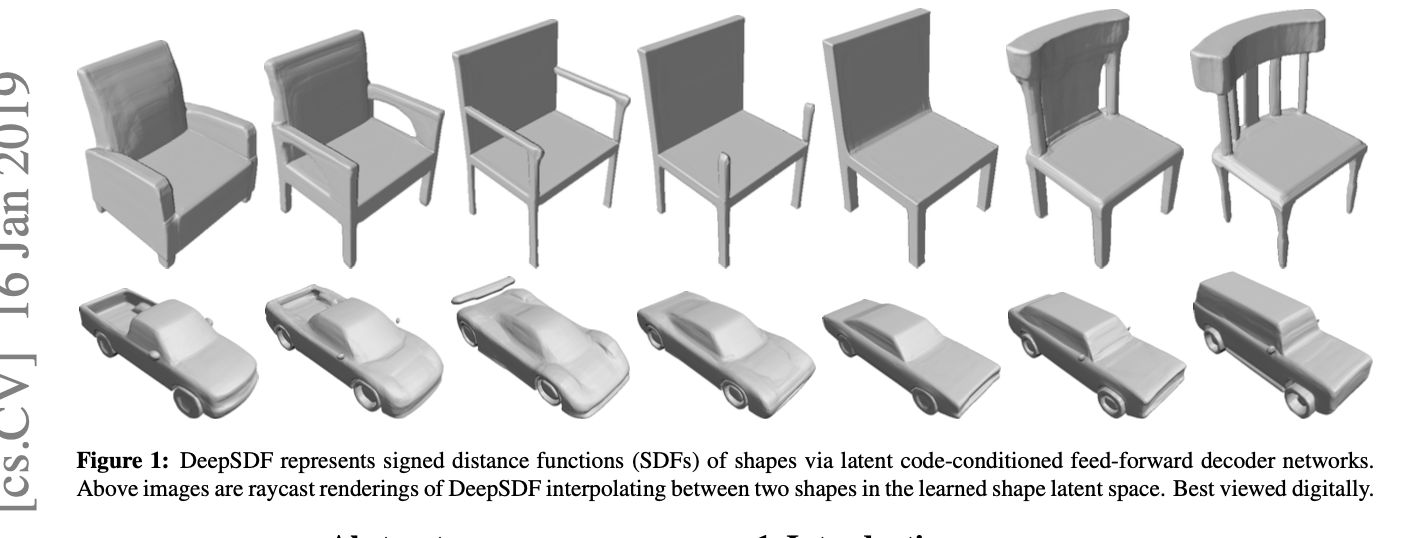 [cs.CV] 16 Jan 2019
Figure 1: DeepSDF represents signed distance functions (SDFs) of shapes via latent code-conditioned feed-forward decoder networks.
Above images are raycast renderings of DeepSDF interpolating between two shapes in the learned shape latent space. Best viewed digitally.